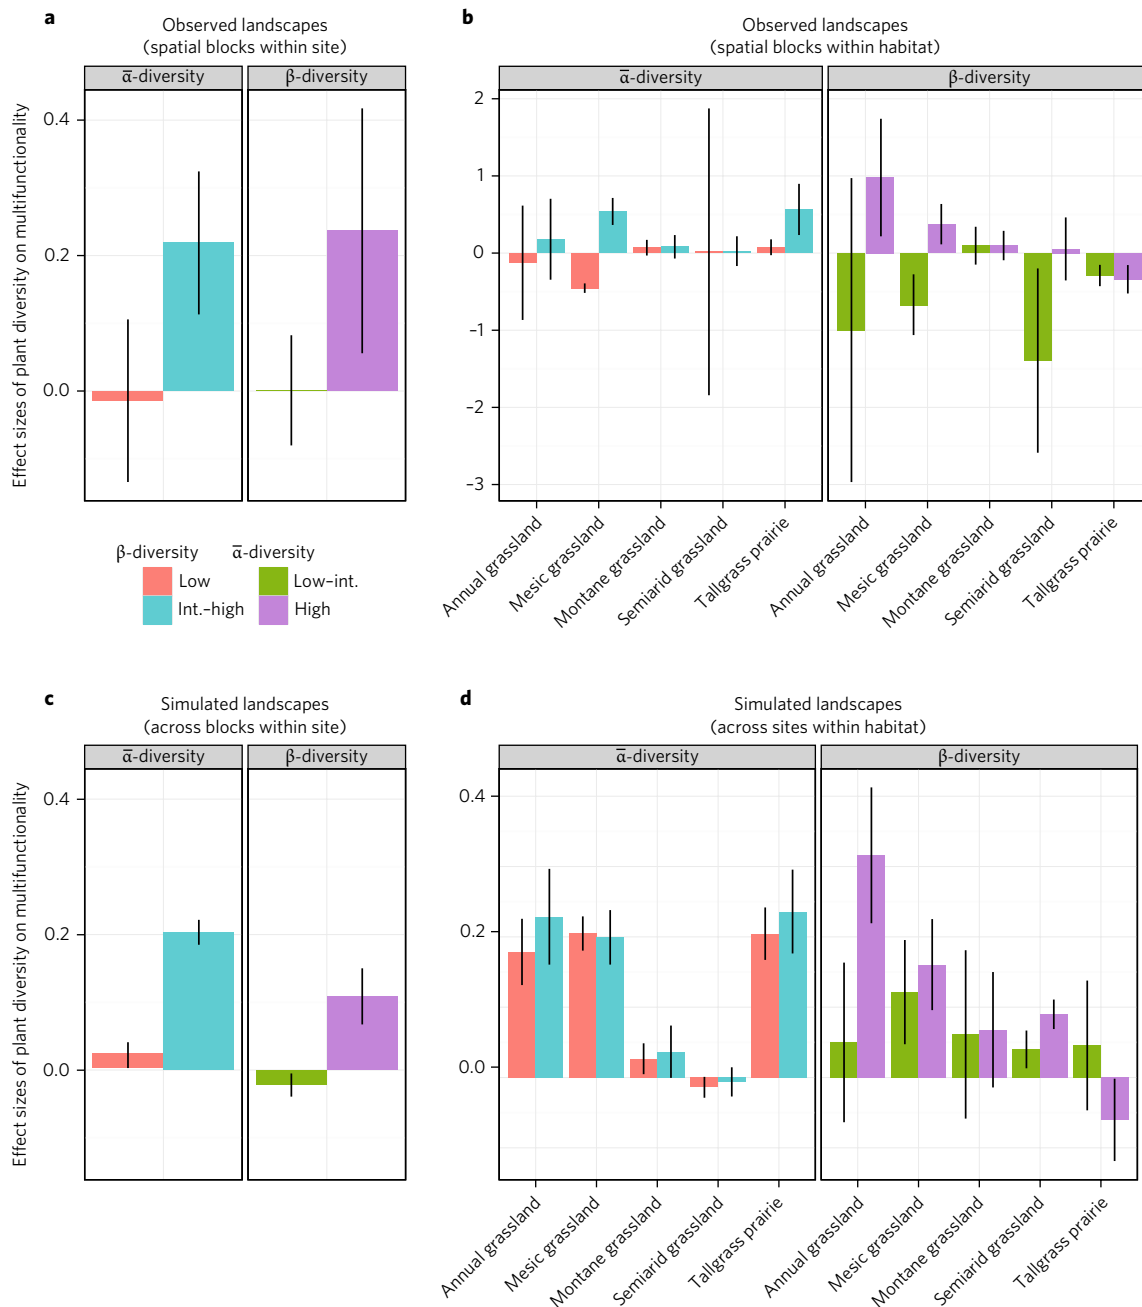 a
Observed landscapes
(spatial blocks within site)
α̅-diversity
β-diversity
Effect sizes of plant diversity on multifunctionality
0.4
0.2
0.0
b
Observed landscapes
(spatial blocks within habitat)
α̅-diversity
β-diversity
2
1
0
–1
–2
–3
Annual grassland
Mesic grassland
Montane grassland
Semiarid grassland
Tallgrass prairie
Annual grassland
Mesic grassland
Montane grassland
Semiarid grassland
Tallgrass prairie
β-diversity
α̅-diversity
Low
Low–int.
Int.–high
High
c
Simulated landscapes
(across blocks within site)
α̅-diversity
β-diversity
Effect sizes of plant diversity on multifunctionality
0.4
0.2
0.0
d
Simulated landscapes
(across sites within habitat)
α̅-diversity
β-diversity
0.4
0.2
0.0
Annual grassland
Mesic grassland
Montane grassland
Semiarid grassland
Tallgrass prairie
Annual grassland
Mesic grassland
Montane grassland
Semiarid grassland
Tallgrass prairie